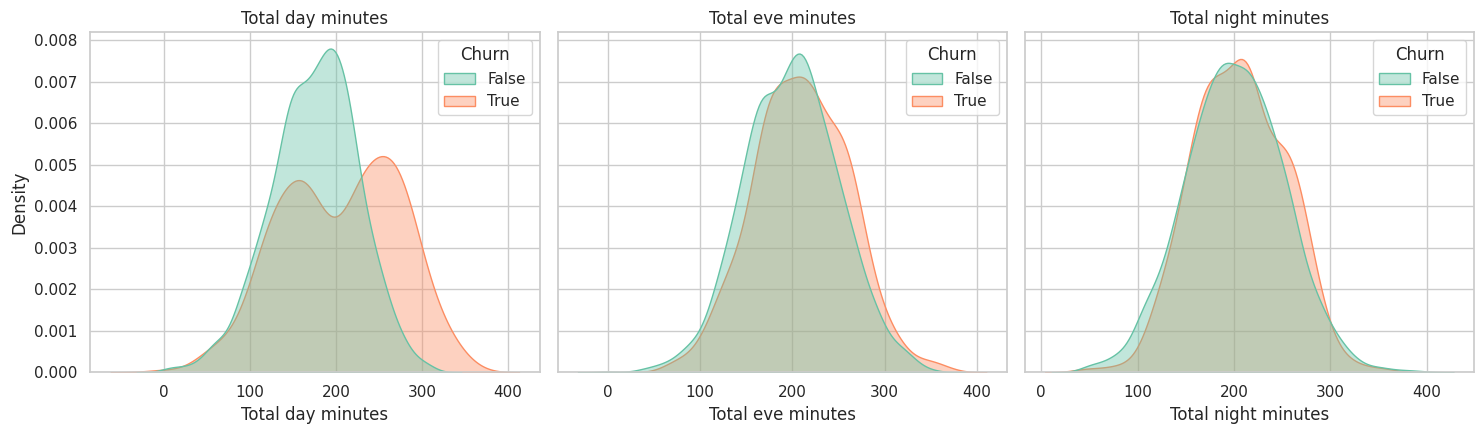 Total day minutes
Density
0.008
0.007
0.006
0.005
0.004
0.003
0.002
0.001
0.000
0 100 200 300 400
Total day minutes
Churn
False
True
Total eve minutes
0 100 200 300 400
Total eve minutes
Churn
False
True
Total night minutes
0 100 200 300 400
Total night minutes
Churn
False
True